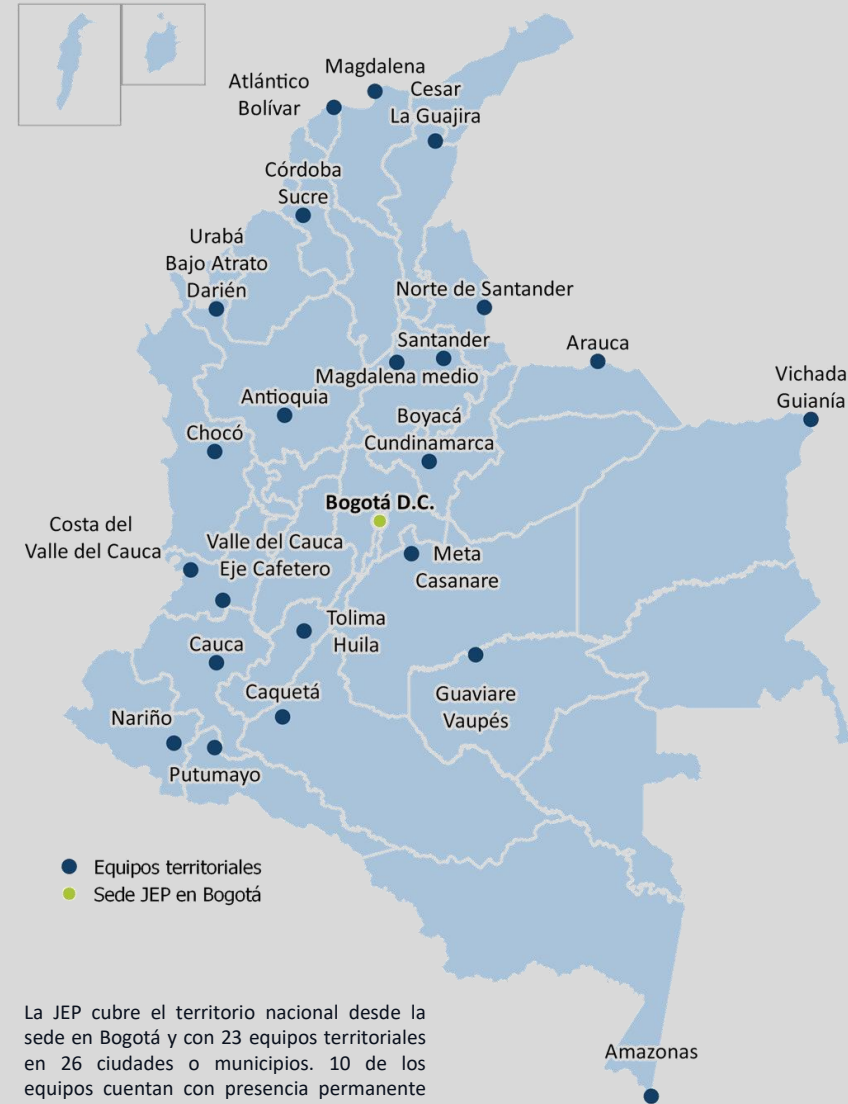 Magdalena
Atlántico
Bolívar
Cesar
La Guajira
Córdoba
Sucre
Urabá
Bajo Atrato
Darién
Norte de Santander
Santander
Magdalena medio
Arauca
Vichada
Guianía
Antioquia
Boyacá
Cundinamarca
Chocó
Bogotá D.C.
Costa del
Valle del Cauca
Valle del Cauca
Eje Cafetero
Meta
Casanare
Tolima
Huila
Cauca
Caquetá
Guaviare
Vaupés
Nariño
Putumayo
Equipos territoriales
Sede JEP en Bogotá
La JEP cubre el territorio nacional desde la
sede en Bogotá y con 23 equipos territoriales
en 26 ciudades o municipios. 10 de los
equipos cuentan con presencia permanente
Amazonas